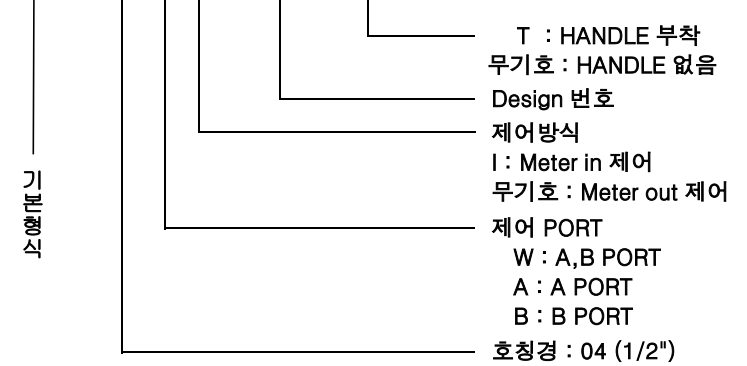 T : HANDLE 부착
무기호 : HANDLE 없음
Design 번호
제어방식
I : Meter in 제어
무기호 : Meter out 제어
제어 PORT
W : A,B PORT
A : A PORT
B : B PORT
호칭경 : 04 (1/2")
기본형식